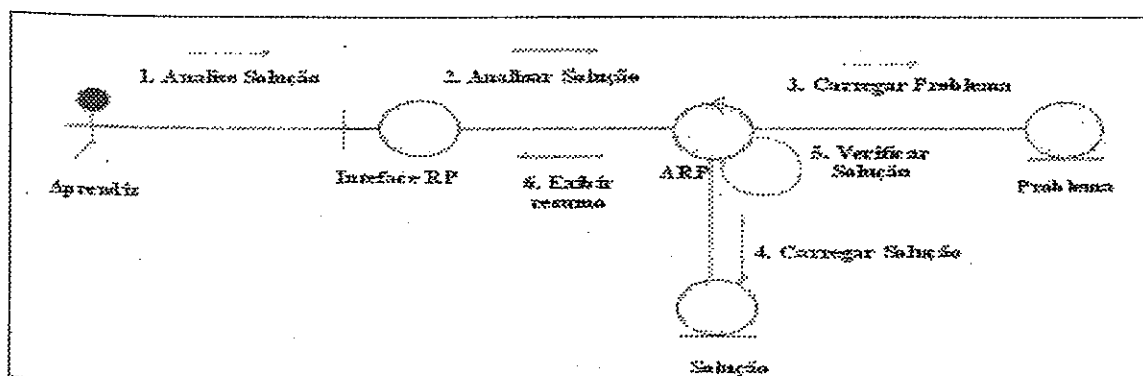 1. Analise Solução
2. Analisar Solução
3. Carregar Problema
Aprendiz
Inteface RP
6. Exibir
resumo
ARP
5. Verificar
Solução
Problema
4. Carregar Solução
Solução